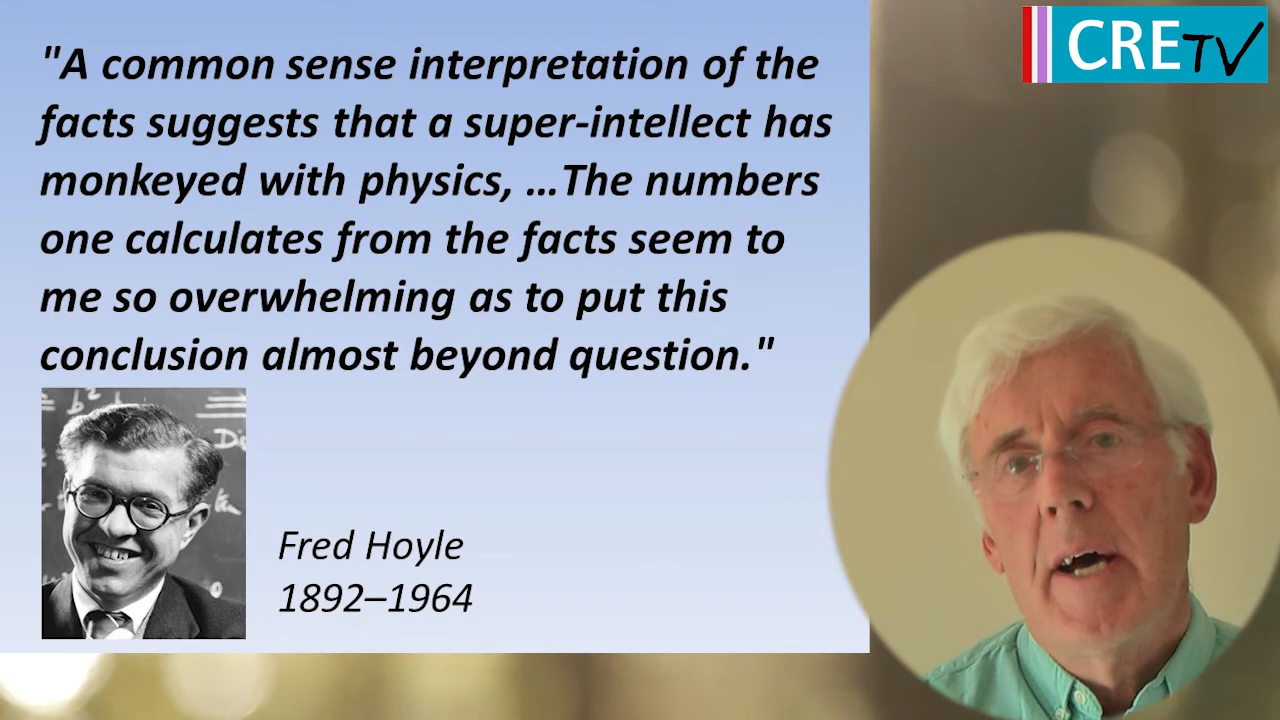 "A common sense interpretation of the
facts suggests that a super-intellect has
monkeyed with physics, …The numbers
one calculates from the facts seem to
me so overwhelming as to put this
conclusion almost beyond question."
Fred Hoyle
1892–1964
CRE TV